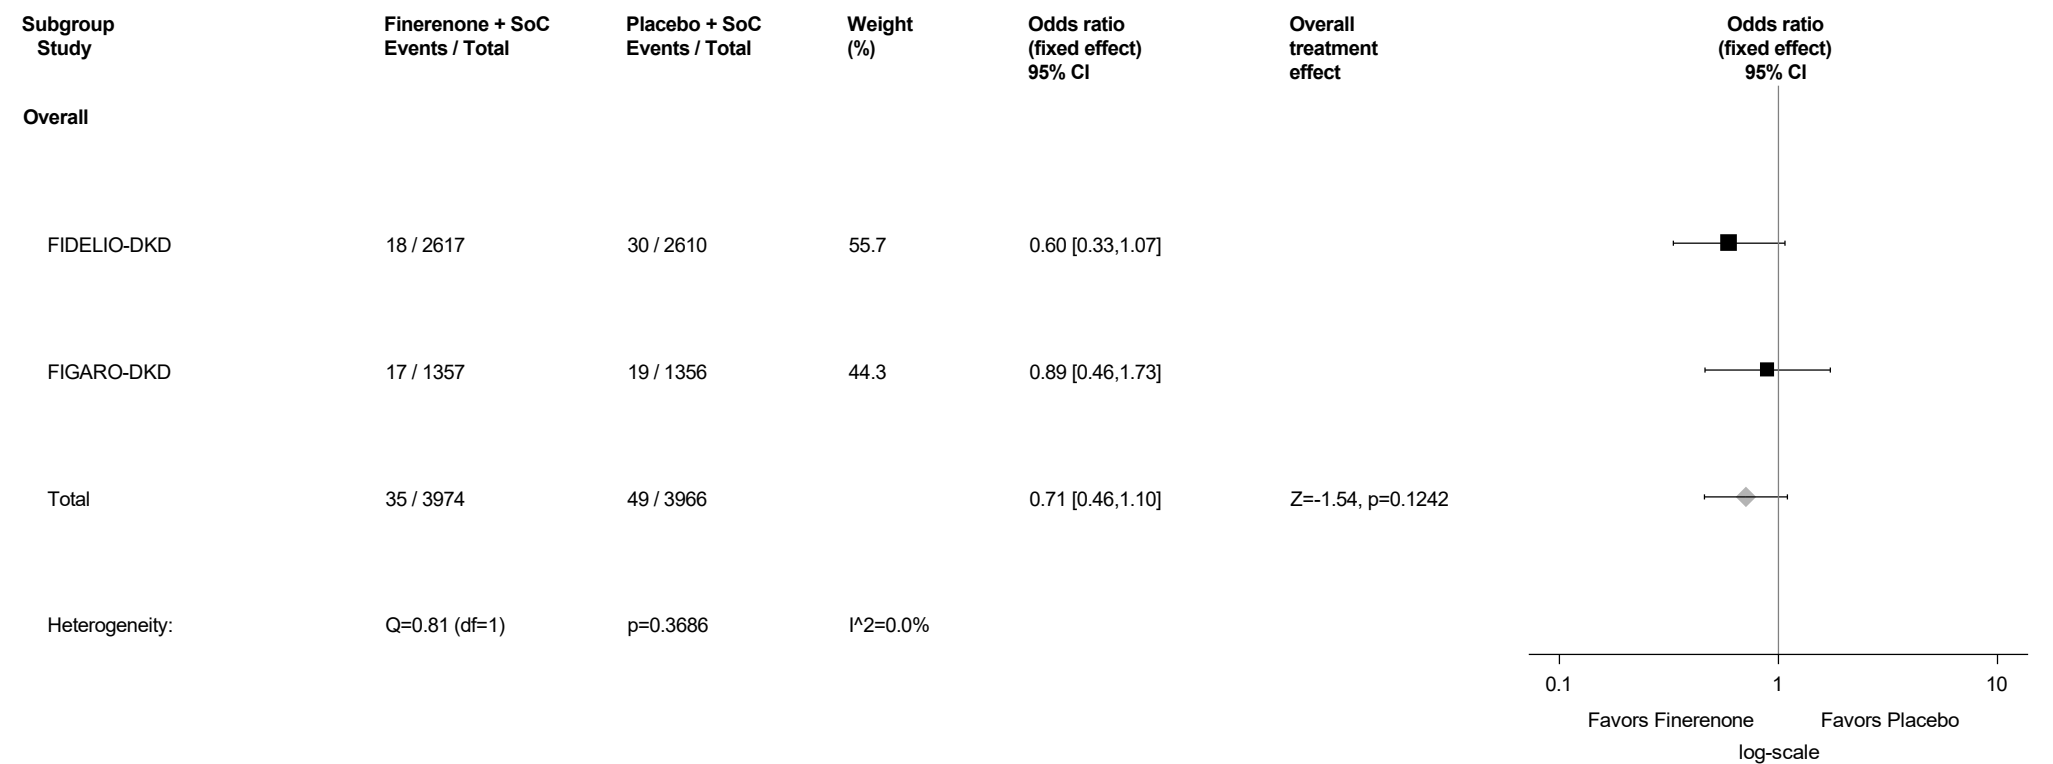 Subgroup Finerenone + SoC Placebo + SoC Weight Odds ratio Overall Odds ratio
Study Events / Total Events / Total (%) (fixed effect) treatment (fixed effect)
95% CI effect 95% CI
Overall
FIDELIO-DKD 18 / 2617 30 / 2610 55.7 0.60 [0.33,1.07]
FIGARO-DKD 17 / 1357 19 / 1356 44.3 0.89 [0.46,1.73]
Total 35 / 3974 49 / 3966 0.71 [0.46,1.10] Z=-1.54, p=0.1242
Heterogeneity: Q=0.81 (df=1) p=0.3686 I^2=0.0%
0.1 1 10
Favors Finerenone Favors Placebo
log-scale